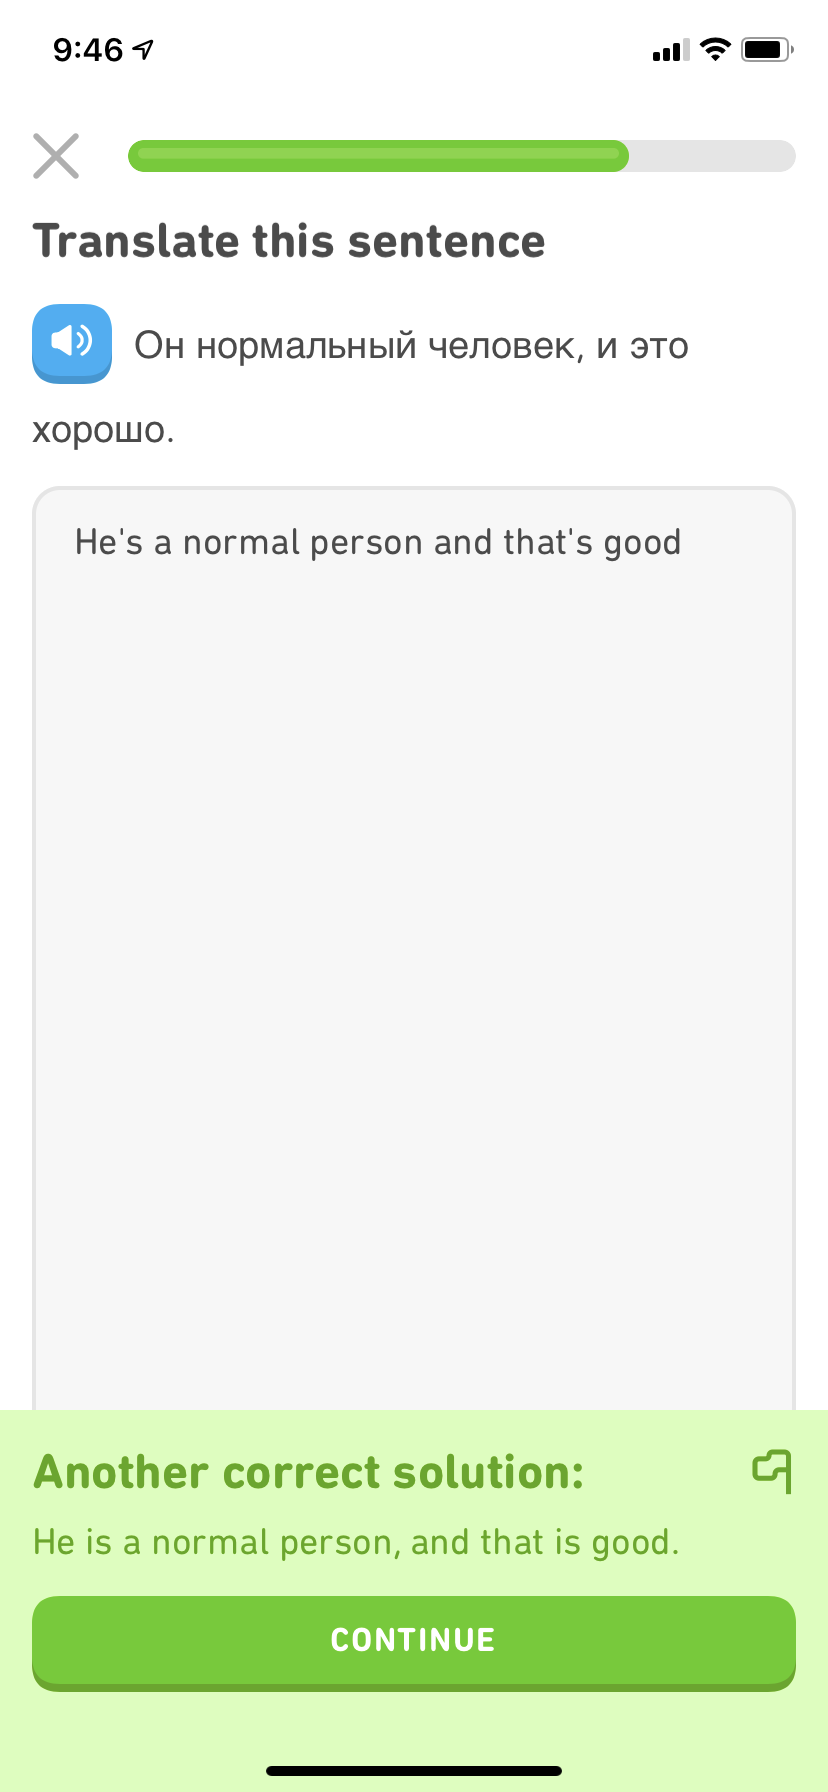 9:46
Translate this sentence
Он нормальный человек, и это
хорошо.
He's a normal person and that's good
Another correct solution:
He is a normal person, and that is good.
CONTINUE